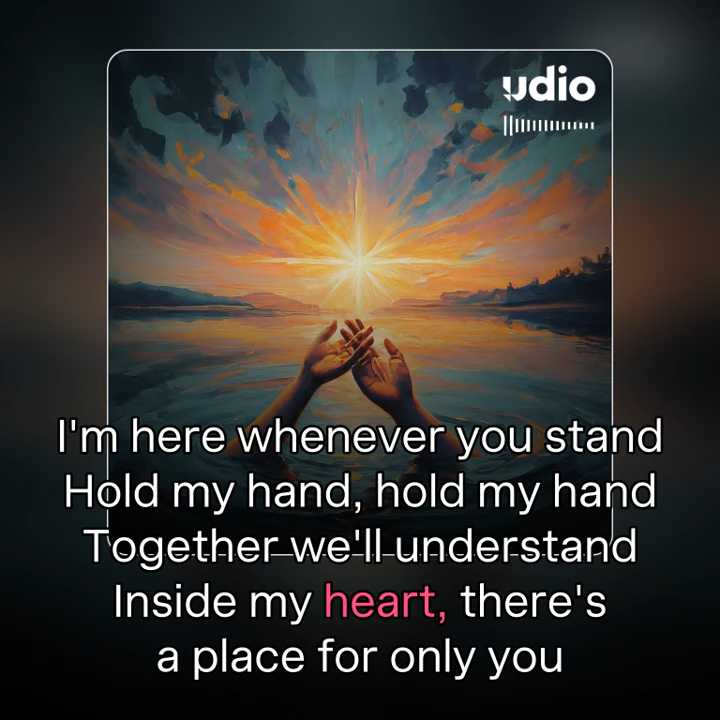 udio
I'm here whenever you stand
Hold my hand, hold my hand
Together we'll understand
Inside my heart, there's
a place for only you